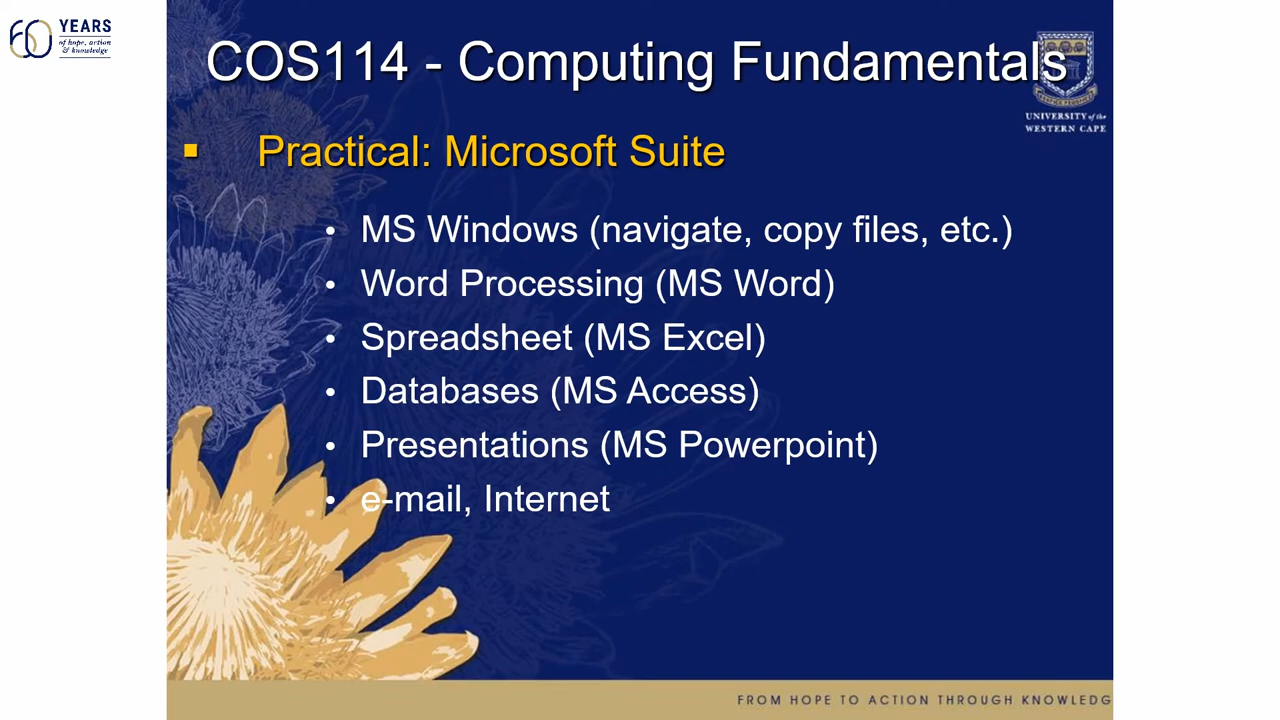 60 YEARS
of hope, action
& knowledge
COS114 - Computing Fundamentals
UNIVERSITY of the
WESTERN CAPE
▪ Practical: Microsoft Suite
• MS Windows (navigate, copy files, etc.)
• Word Processing (MS Word)
• Spreadsheet (MS Excel)
• Databases (MS Access)
• Presentations (MS Powerpoint)
• e-mail, Internet
FROM HOPE TO ACTION THROUGH KNOWLEDG